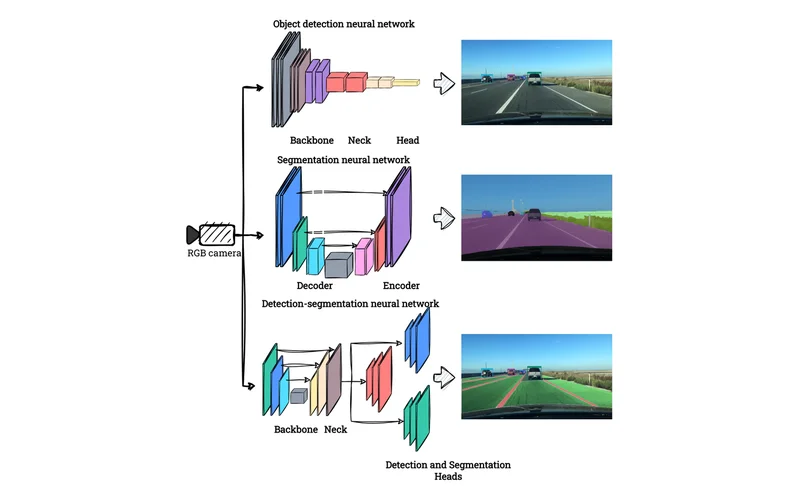 Object detection neural network
Backbone Neck Head
Segmentation neural network
RGB camera
Decoder Encoder
Detection-segmentation neural network
Backbone Neck
Detection and Segmentation
Heads